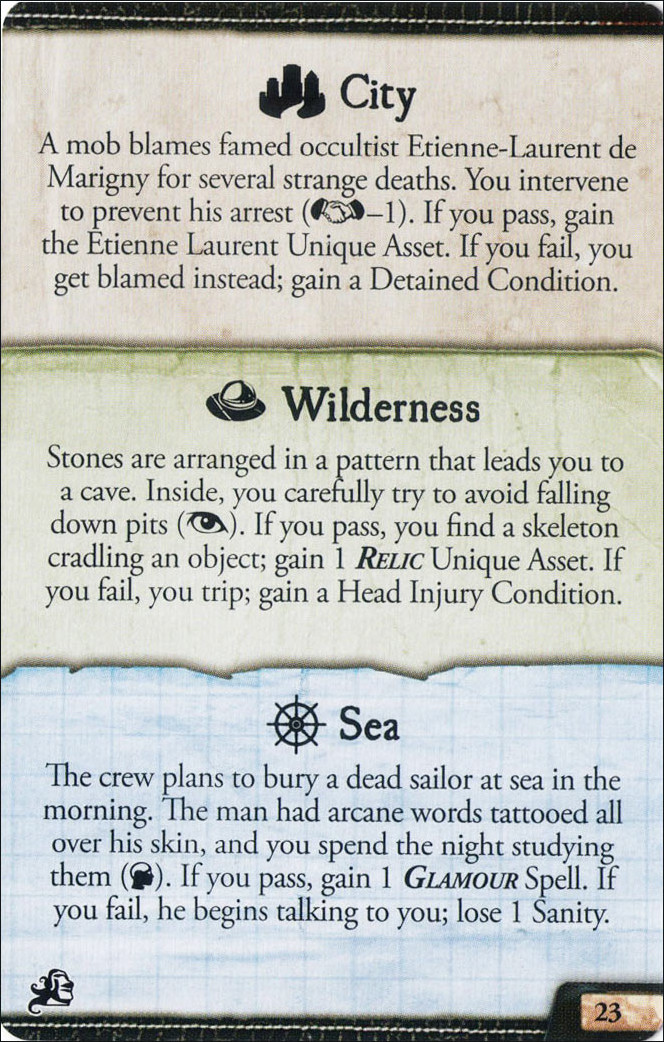 City
A mob blames famed occultist Etienne-Laurent de
Marigny for several strange deaths. You intervene
to prevent his arrest (–1). If you pass, gain
the Etienne Laurent Unique Asset. If you fail, you
get blamed instead; gain a Detained Condition.
Wilderness
Stones are arranged in a pattern that leads you to
a cave. Inside, you carefully try to avoid falling
down pits (). If you pass, you find a skeleton
cradling an object; gain 1 RELIC Unique Asset. If
you fail, you trip; gain a Head Injury Condition.
Sea
The crew plans to bury a dead sailor at sea in the
morning. The man had arcane words tattooed all
over his skin, and you spend the night studying
them (). If you pass, gain 1 GLAMOUR Spell. If
you fail, he begins talking to you; lose 1 Sanity.
23